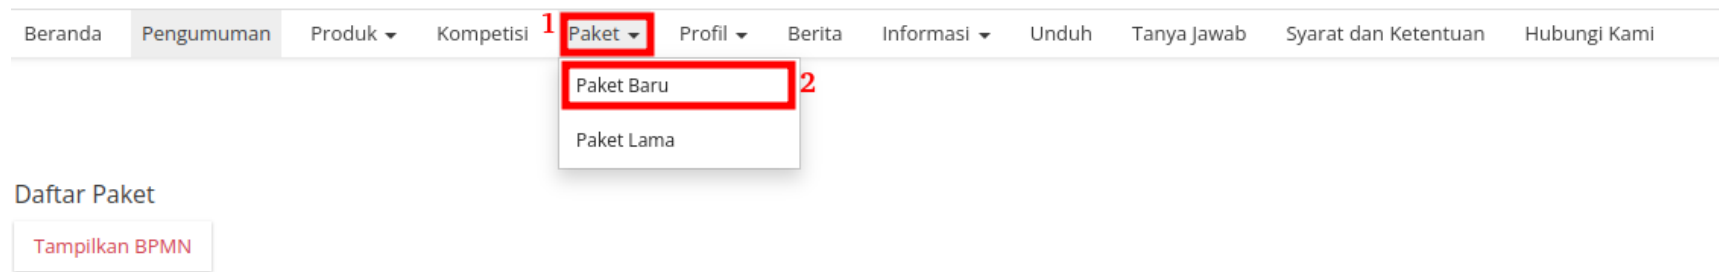 Beranda Pengumuman Produk Kompetisi 1 Paket Profil Berita Informasi Unduh Tanya Jawab Syarat dan Ketentuan Hubungi Kami
Paket Baru 2
Paket Lama
Daftar Paket
Tampilkan BPMN